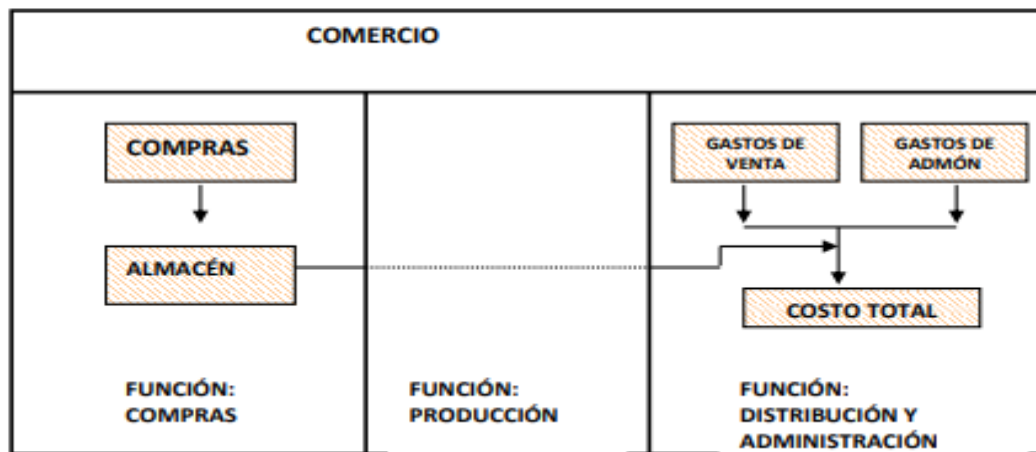 COMERCIO
COMPRAS
ALMACÉN
FUNCIÓN:
COMPRAS
FUNCIÓN:
PRODUCCIÓN
GASTOS DE
VENTA
GASTOS DE
ADMÓN
COSTO TOTAL
FUNCIÓN:
DISTRIBUCIÓN Y
ADMINISTRACIÓN